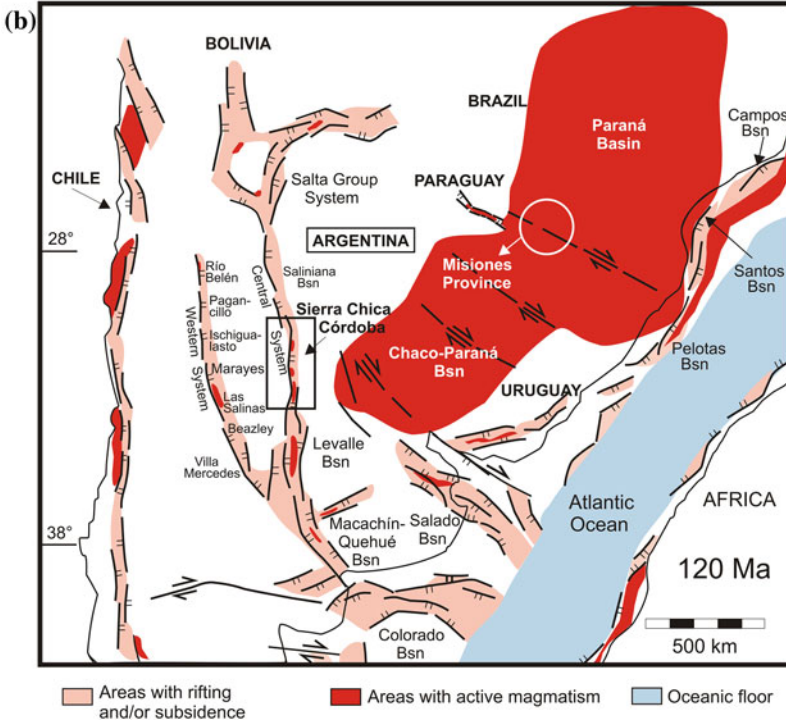 (b)
BOLIVIA
BRAZIL
Paraná
Basin
Campos
Bsn
CHILE
Salta Group
System
PARAGUAY
28°
ARGENTINA
Misiones
Province
Santos
Bsn
Río
Belén
Central
System
Saliniana
Bsn
Sierra Chica
Córdoba
Pagan-
cillo
Western
System
Ischigua-
lasto
Marayes
Las
Salinas
Chaco-Paraná
Bsn
Pelotas
Bsn
URUGUAY
Beazley
Levalle
Bsn
Villa
Mercedes
Macachín-
Quehué
Bsn
Salado
Bsn
Atlantic
Ocean
AFRICA
38°
120 Ma
Colorado
Bsn
500 km
Areas with rifting
and/or subsidence
Areas with active magmatism
Oceanic floor